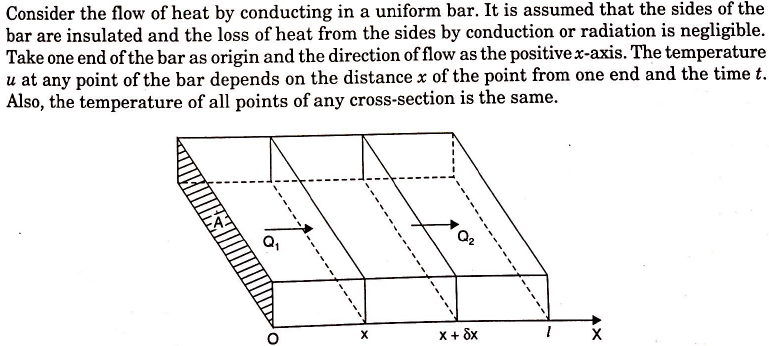 Consider the flow of heat by conducting in a uniform bar. It is assumed that the sides of the
bar are insulated and the loss of heat from the sides by conduction or radiation is negligible.
Take one end of the bar as origin and the direction of flow as the positive x-axis. The temperature
u at any point of the bar depends on the distance x of the point from one end and the time t.
Also, the temperature of all points of any cross-section is the same.
A
Q₁
Q₂
O x x + δx l X